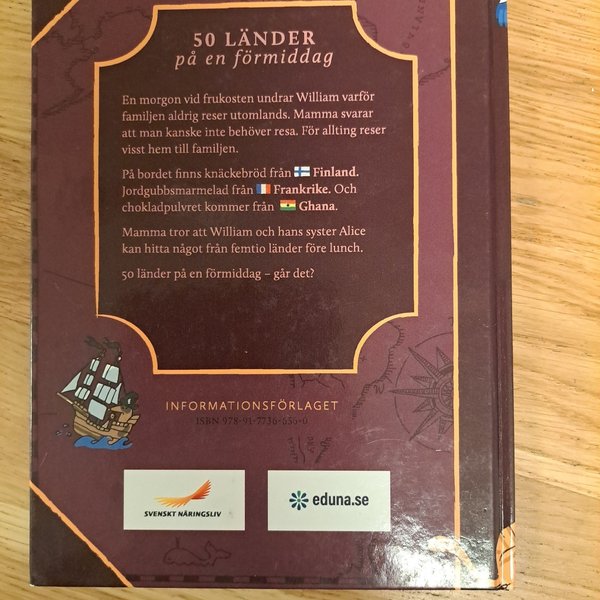 50 LÄNDER
på en förmiddag
En morgon vid frukosten undrar William varför
familjen aldrig reser utomlands. Mamma svarar
att man kanske inte behöver resa. För allting reser
visst hem till familjen.
På bordet finns knäckebröd från Finland.
Jordgubbsmarmelad från Frankrike. Och
chokladpulvret kommer från Ghana.
Mamma tror att William och hans syster Alice
kan hitta något från femtio länder före lunch.
50 länder på en förmiddag – går det?
INFORMATIONSFÖRLAGET
ISBN 978-91-7736-656-0
SVENSKT NÄRINGSLIV
eduna.se